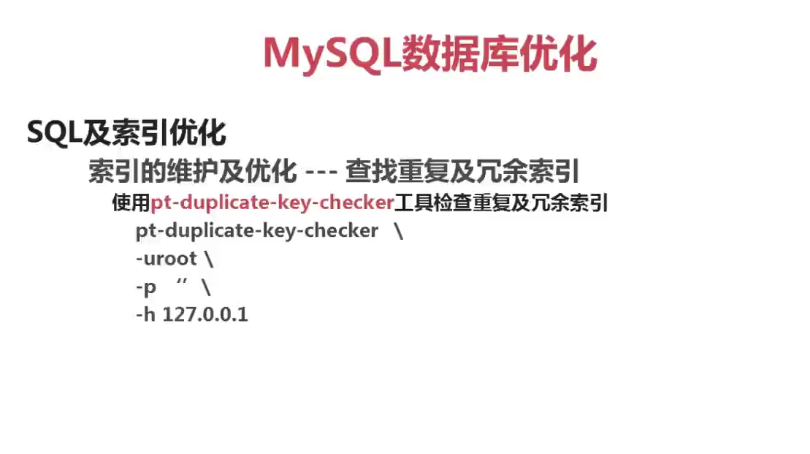 MySQL数据库优化
SQL及索引优化
索引的维护及优化 --- 查找重复及冗余索引
使用pt-duplicate-key-checker工具检查重复及冗余索引
pt-duplicate-key-checker \
-uroot \
-p “ \
-h 127.0.0.1